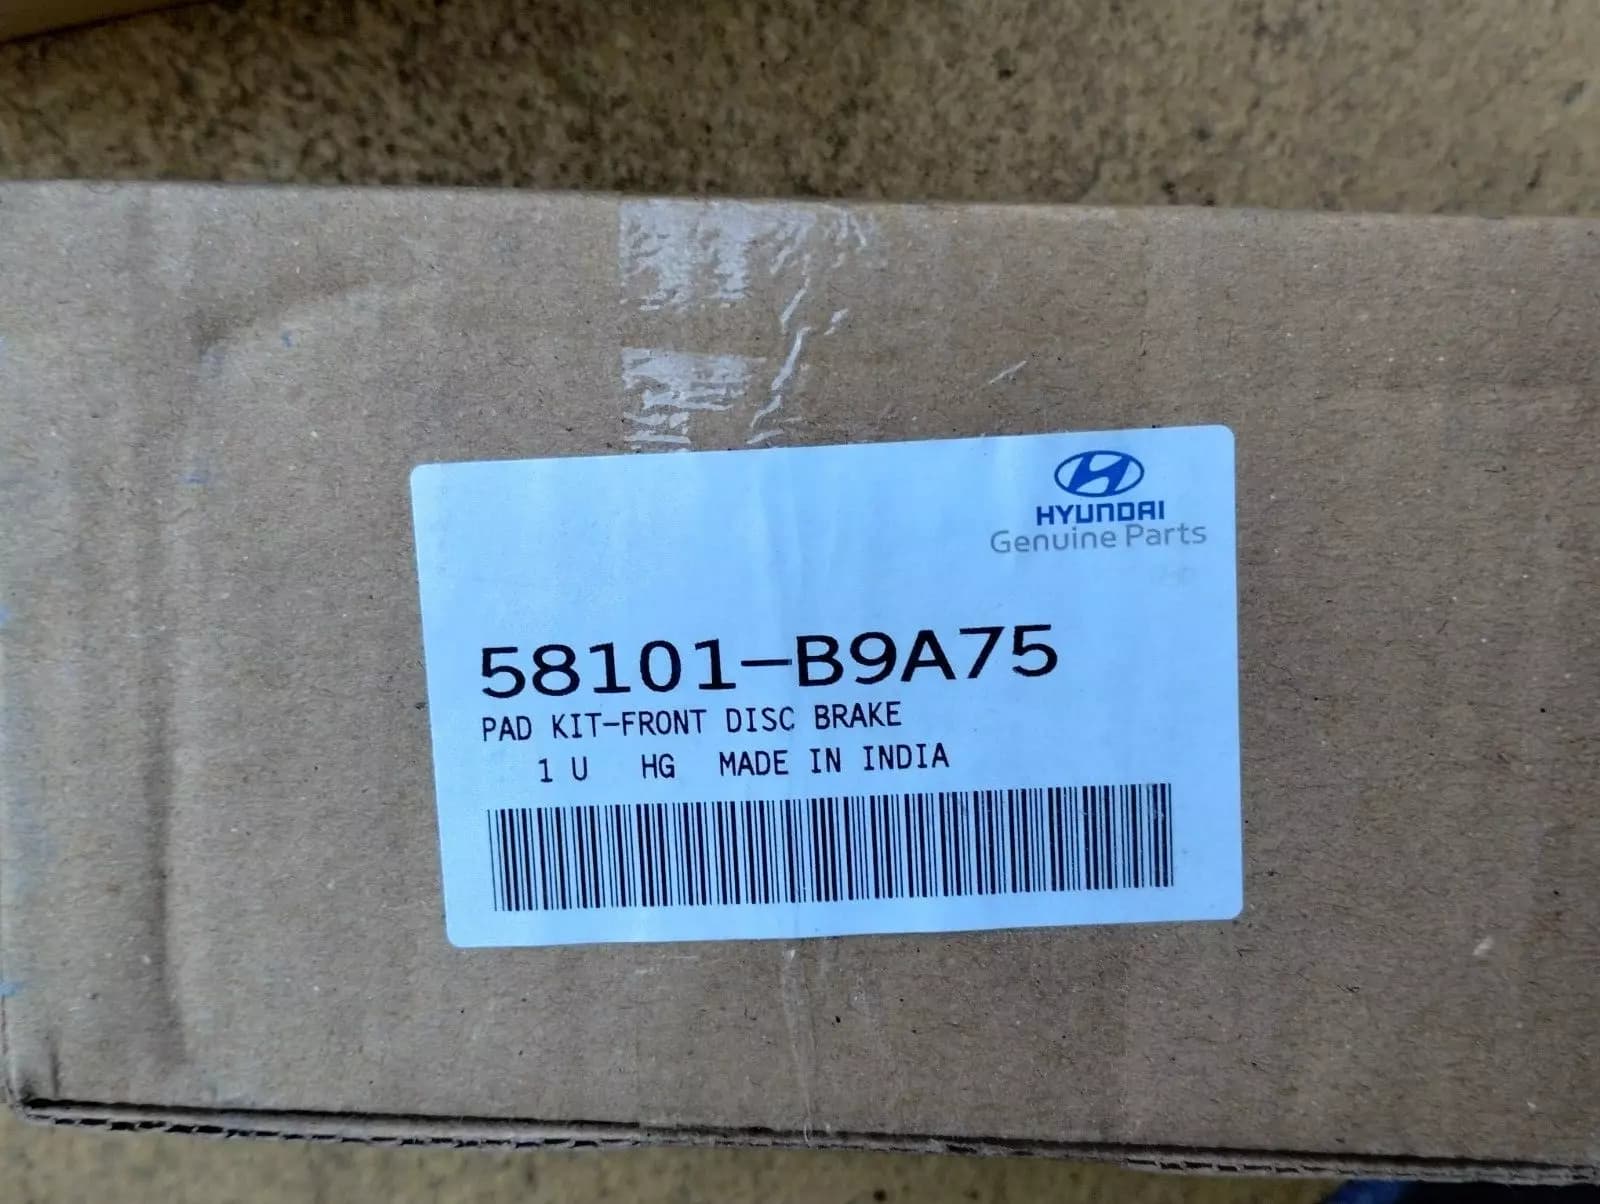 HYUNDAI
Genuine Parts
58101-B9A75
PAD KIT-FRONT DISC BRAKE
1 U HG MADE IN INDIA